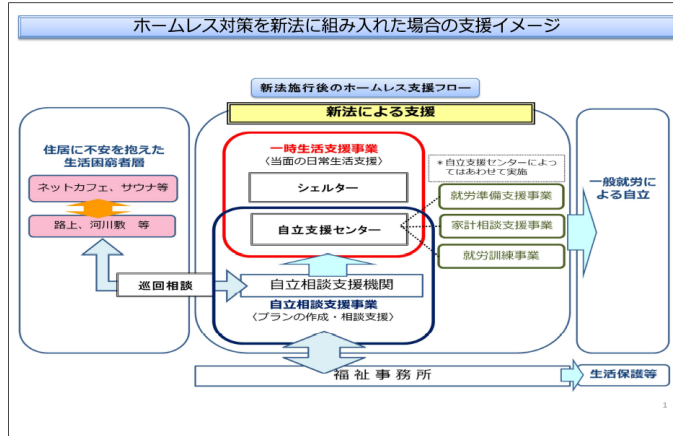 ホームレス対策を新法に組み入れた場合の支援イメージ
新法施行後のホームレス支援フロー
新法による支援
住居に不安を抱えた
生活困窮者層
ネットカフェ、サウナ等
路上、河川敷　等
巡回相談
一時生活支援事業
〈当面の日常生活支援〉
シェルター
自立支援センター
自立相談支援機関
自立相談支援事業
〈プランの作成・相談支援〉
＊自立支援センターによっ
てはあわせて実施
就労準備支援事業
家計相談支援事業
就労訓練事業
一般就労に
よる自立
福祉事務所
生活保護等
1